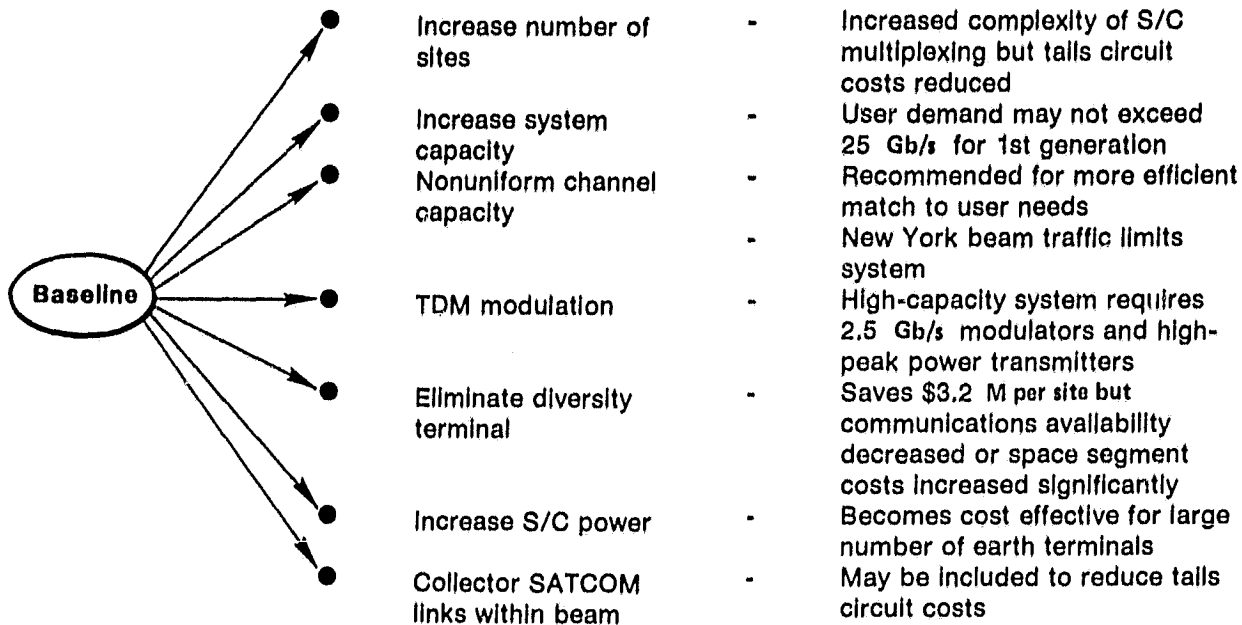 Increase number of
sites
- Increased complexity of S/C
multiplexing but tails circuit
costs reduced
Increase system
capacity
- User demand may not exceed
25 Gb/s for 1st generation
Nonuniform channel
capacity
- Recommended for more efficient
match to user needs
- New York beam traffic limits
system
Baseline
TDM modulation
- High-capacity system requires
2.5 Gb/s modulators and high-
peak power transmitters
Eliminate diversity
terminal
- Saves $3.2 M per site but
communications availability
decreased or space segment
costs increased significantly
Increase S/C power
- Becomes cost effective for large
number of earth terminals
Collector SATCOM
links within beam
- May be included to reduce tails
circuit costs